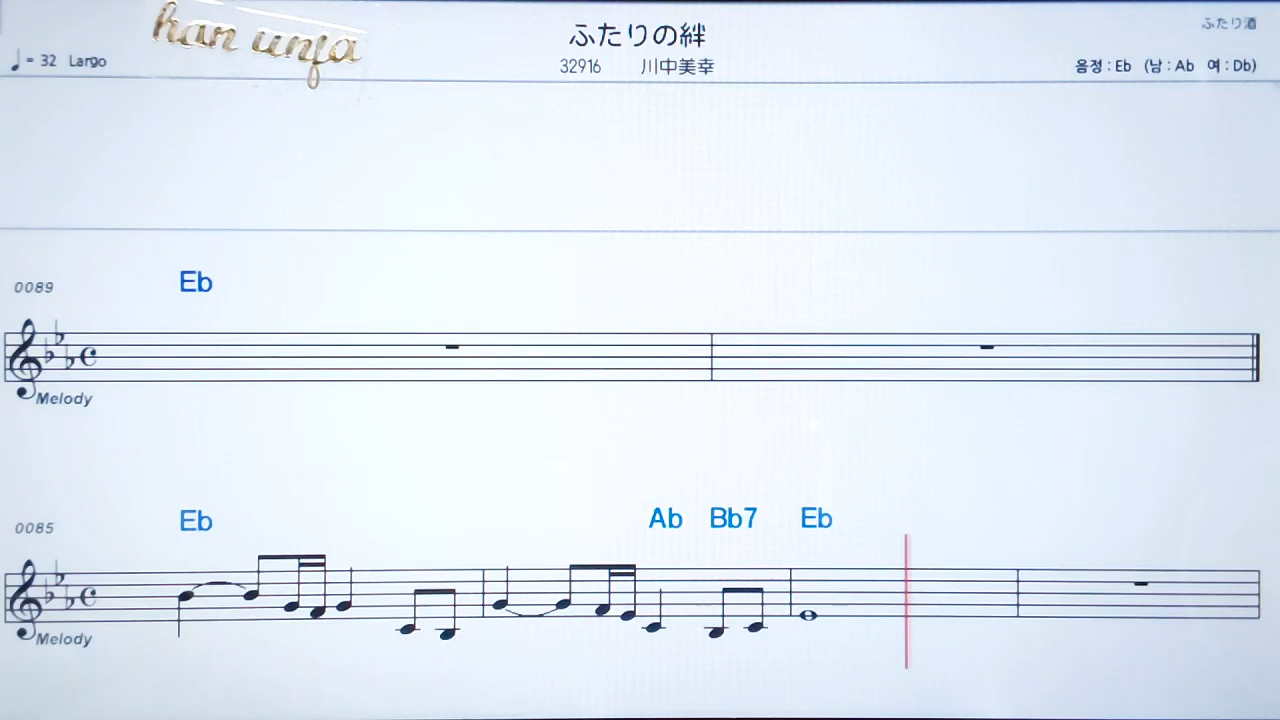 han unja
ふたりの絆
ふたり酒
♩= 32 Largo
32916 川中美幸
음정 : Eb (남 : Ab 여 : Db)
0089
Eb
Melody
0085
Eb Ab Bb7 Eb
Melody